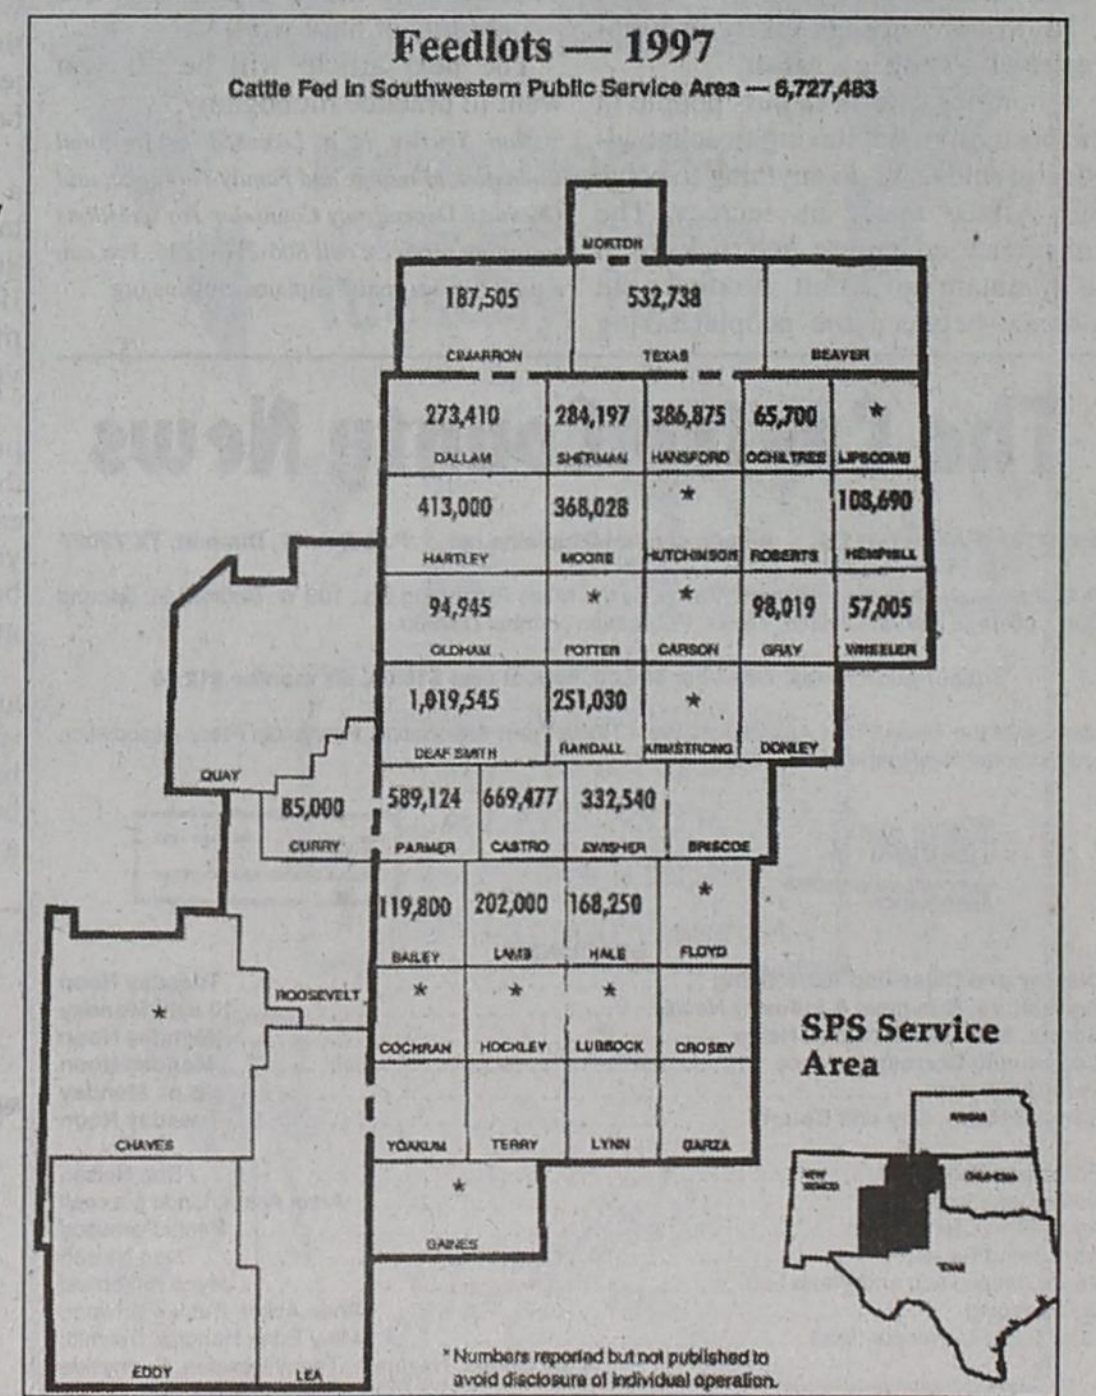 Feedlots — 1997
Cattle Fed in Southwestern Public Service Area — 6,727,483
MORTON
187,505 532,738
CIMARRON TEXAS BEAVER
273,410 284,197 386,875 65,700 *
DALLAM SHERMAN HANSFORD OCHILTREE LIPSCOMB
413,000 368,028 * 108,690
HARTLEY MOORE HUTCHINSON ROBERTS HEMPHILL
94,945 * * 98,019 57,005
OLDHAM POTTER CARSON GRAY WHEELER
1,019,545 251,030 *
DEAF SMITH RANDALL ARMSTRONG DONLEY
QUAY
85,000 589,124 669,477 332,540
CURRY PARMER CASTRO SWISHER BRISCOE
119,800 202,000 168,250 *
BAILEY LAMB HALE FLOYD
ROOSEVELT
* * * *
COCHRAN HOCKLEY LUBBOCK CROSBY
CHAVES YOAKUM TERRY LYNN GARZA
*
GAINES
EDDY LEA
SPS Service
Area
KANSAS
NEW
MEXICO
OKLAHOMA
TEXAS
* Numbers reported but not published to
avoid disclosure of individual operation.